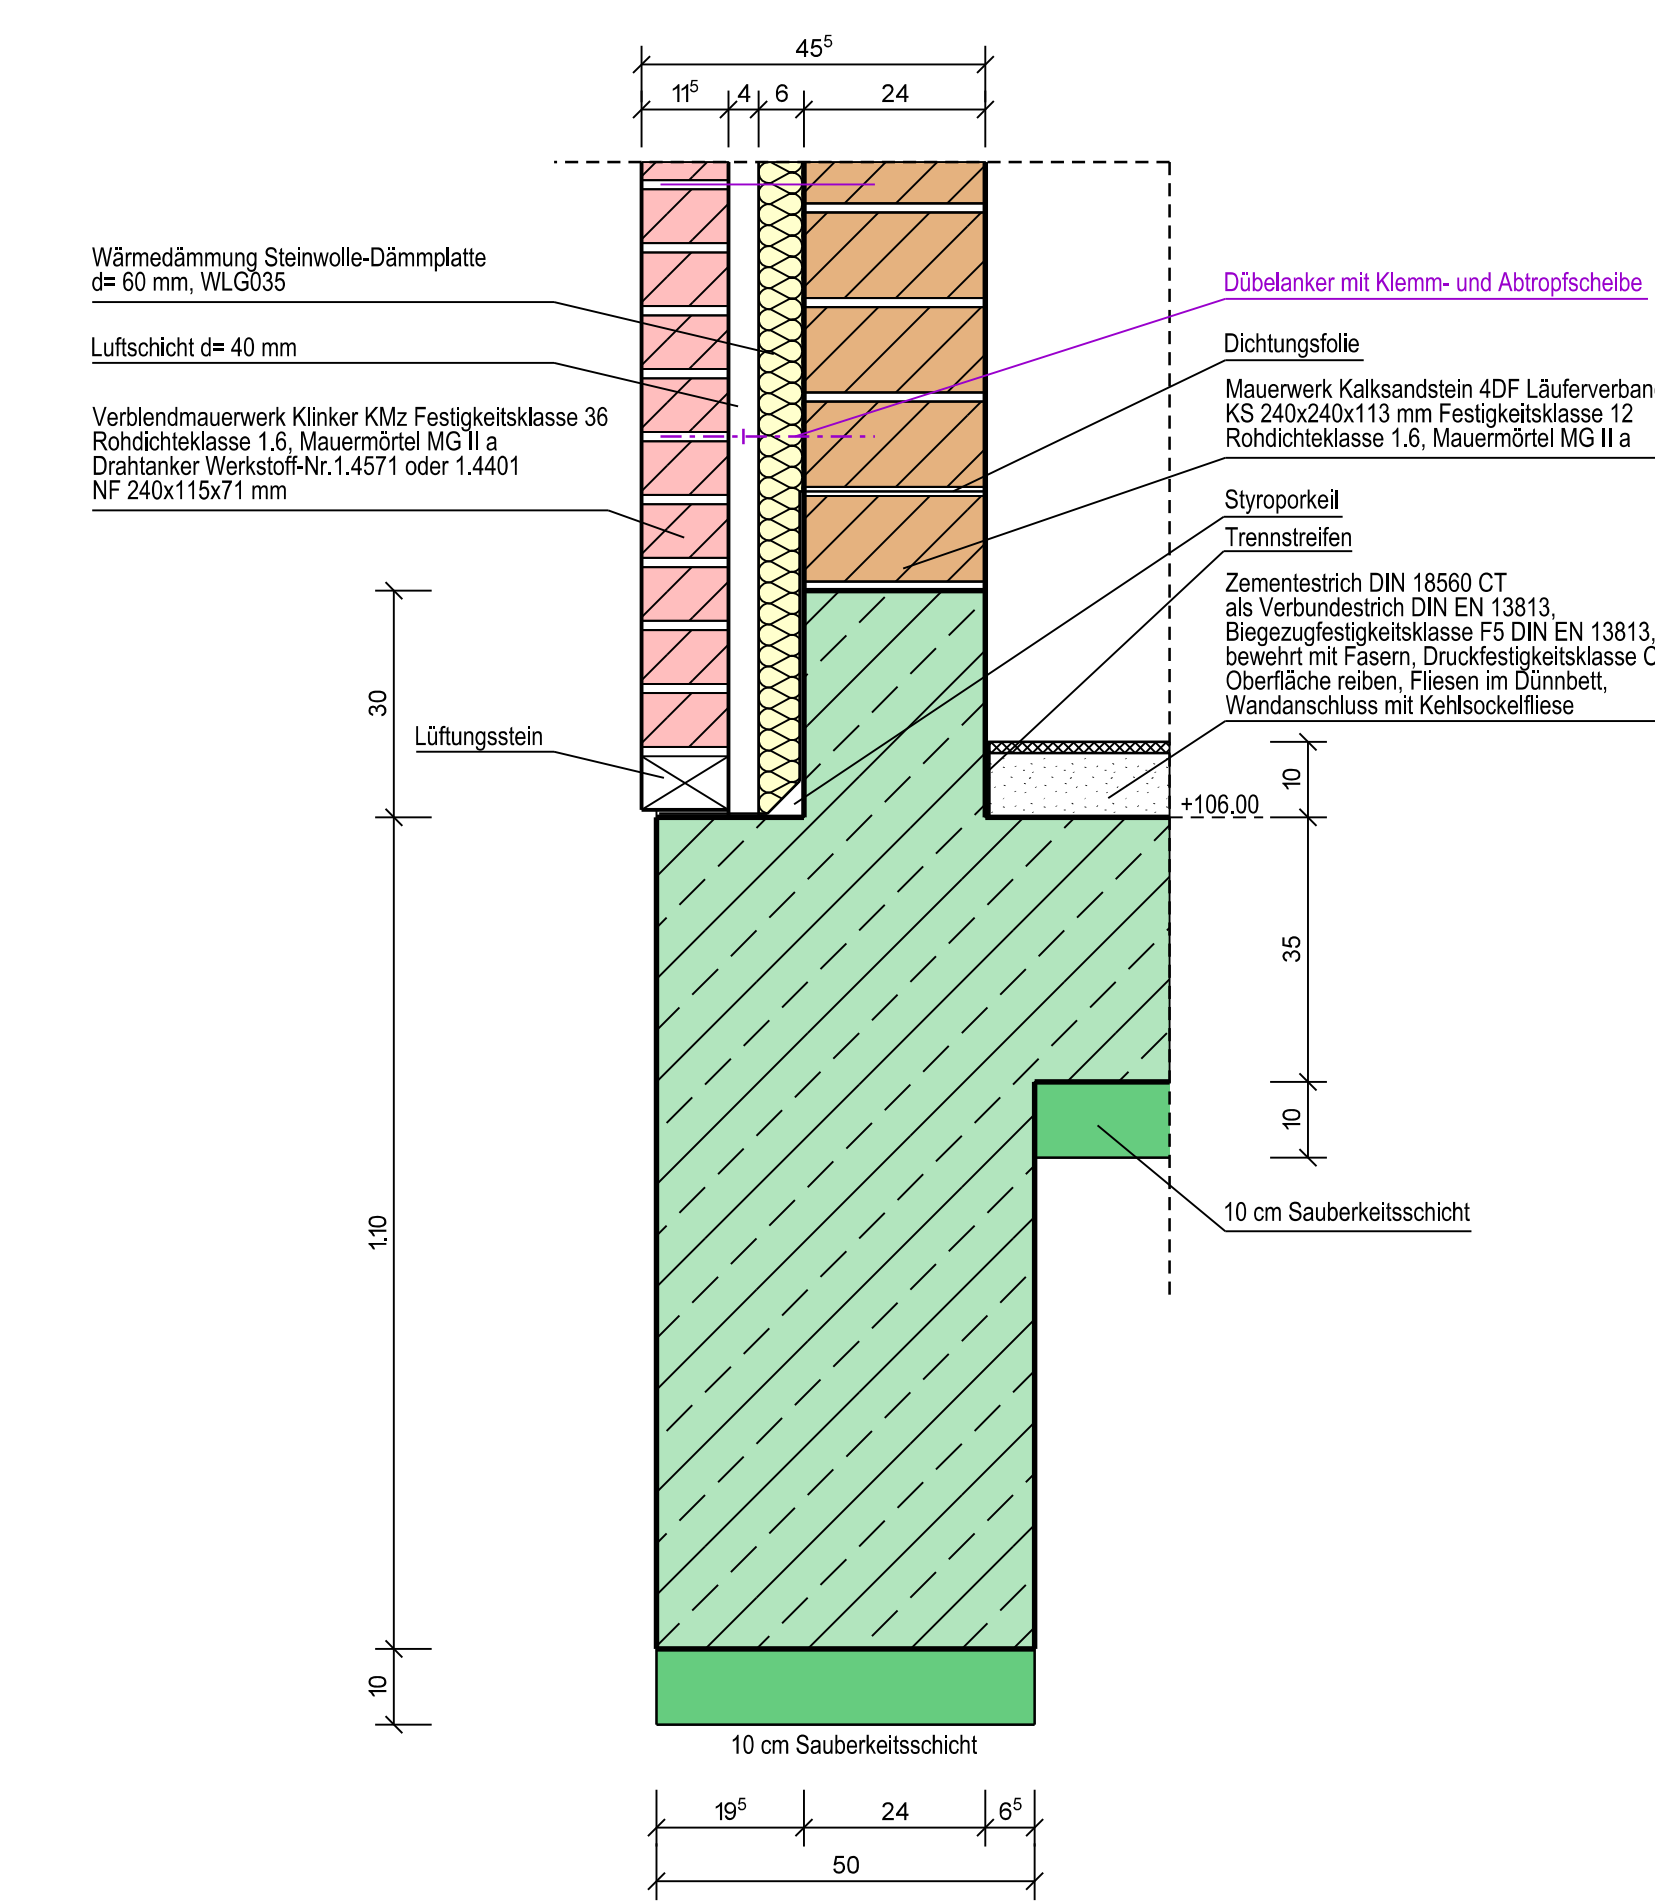 45⁵
11⁵ 4 6 24
Wärmedämmung Steinwolle-Dämmplatte
d= 60 mm, WLG035
Luftschicht d= 40 mm
Verblendmauerwerk Klinker KMz Festigkeitsklasse 36
Rohdichteklasse 1.6, Mauermörtel MG II a
Drahtanker Werkstoff-Nr.1.4571 oder 1.4401
NF 240x115x71 mm
Lüftungsstein
Dübelanker mit Klemm- und Abtropfscheibe
Dichtungsfolie
Mauerwerk Kalksandstein 4DF Läuferverban
KS 240x240x113 mm Festigkeitsklasse 12
Rohdichteklasse 1.6, Mauermörtel MG II a
Styroporkeil
Trennstreifen
Zementestrich DIN 18560 CT
als Verbundestrich DIN EN 13813,
Biegezugfestigkeitsklasse F5 DIN EN 13813,
bewehrt mit Fasern, Druckfestigkeitsklasse C
Oberfläche reiben, Fliesen im Dünnbett,
Wandanschluss mit Kehlsockelfliese
+106.00
30
1.10
10
10
35
10
10 cm Sauberkeitsschicht
10 cm Sauberkeitsschicht
19⁵ 24 6⁵
50